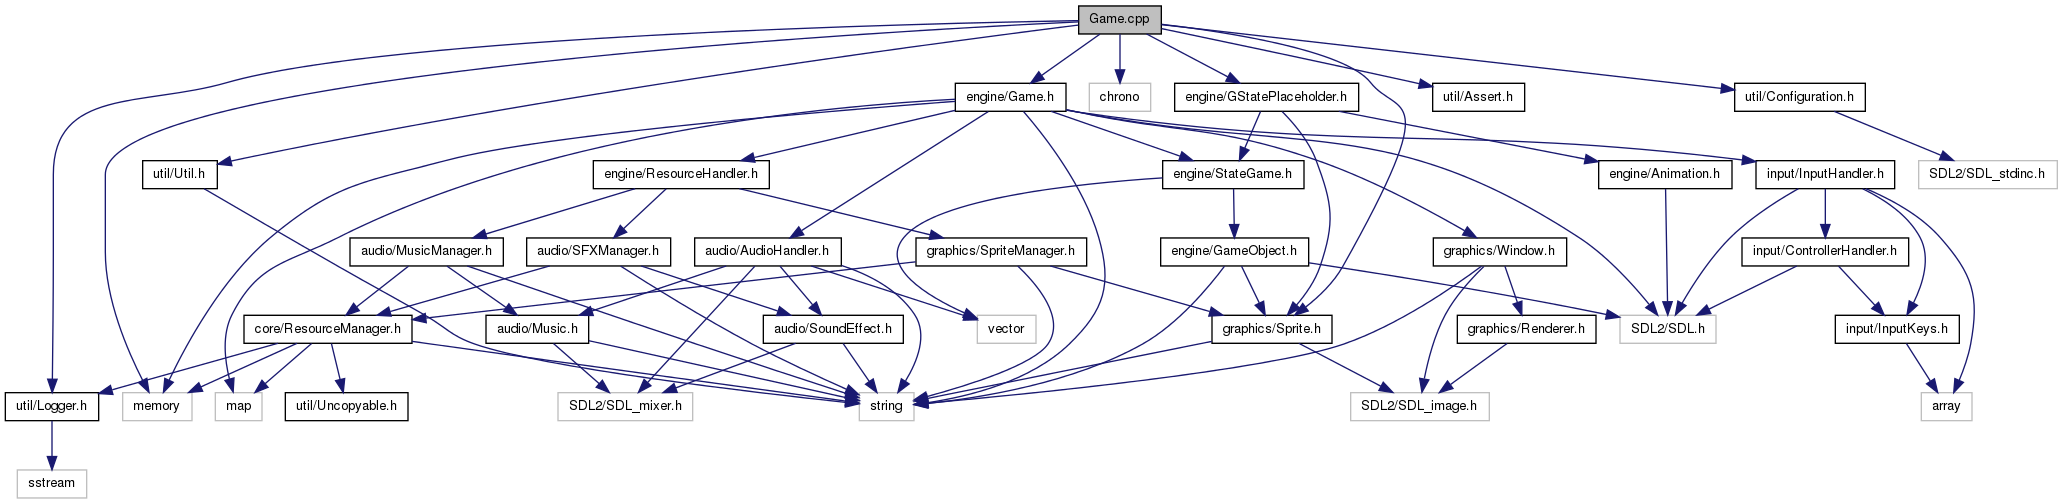 Game.cpp
engine/Game.h
chrono
engine/GStatePlaceholder.h
util/Assert.h
util/Configuration.h
util/Util.h
engine/ResourceHandler.h
engine/StateGame.h
engine/Animation.h
input/InputHandler.h
SDL2/SDL_stdinc.h
audio/MusicManager.h
audio/SFXManager.h
audio/AudioHandler.h
graphics/SpriteManager.h
engine/GameObject.h
graphics/Window.h
input/ControllerHandler.h
core/ResourceManager.h
audio/Music.h
audio/SoundEffect.h
vector
graphics/Sprite.h
graphics/Renderer.h
SDL2/SDL.h
input/InputKeys.h
util/Logger.h
memory
map
util/Uncopyable.h
SDL2/SDL_mixer.h
string
SDL2/SDL_image.h
array
sstream